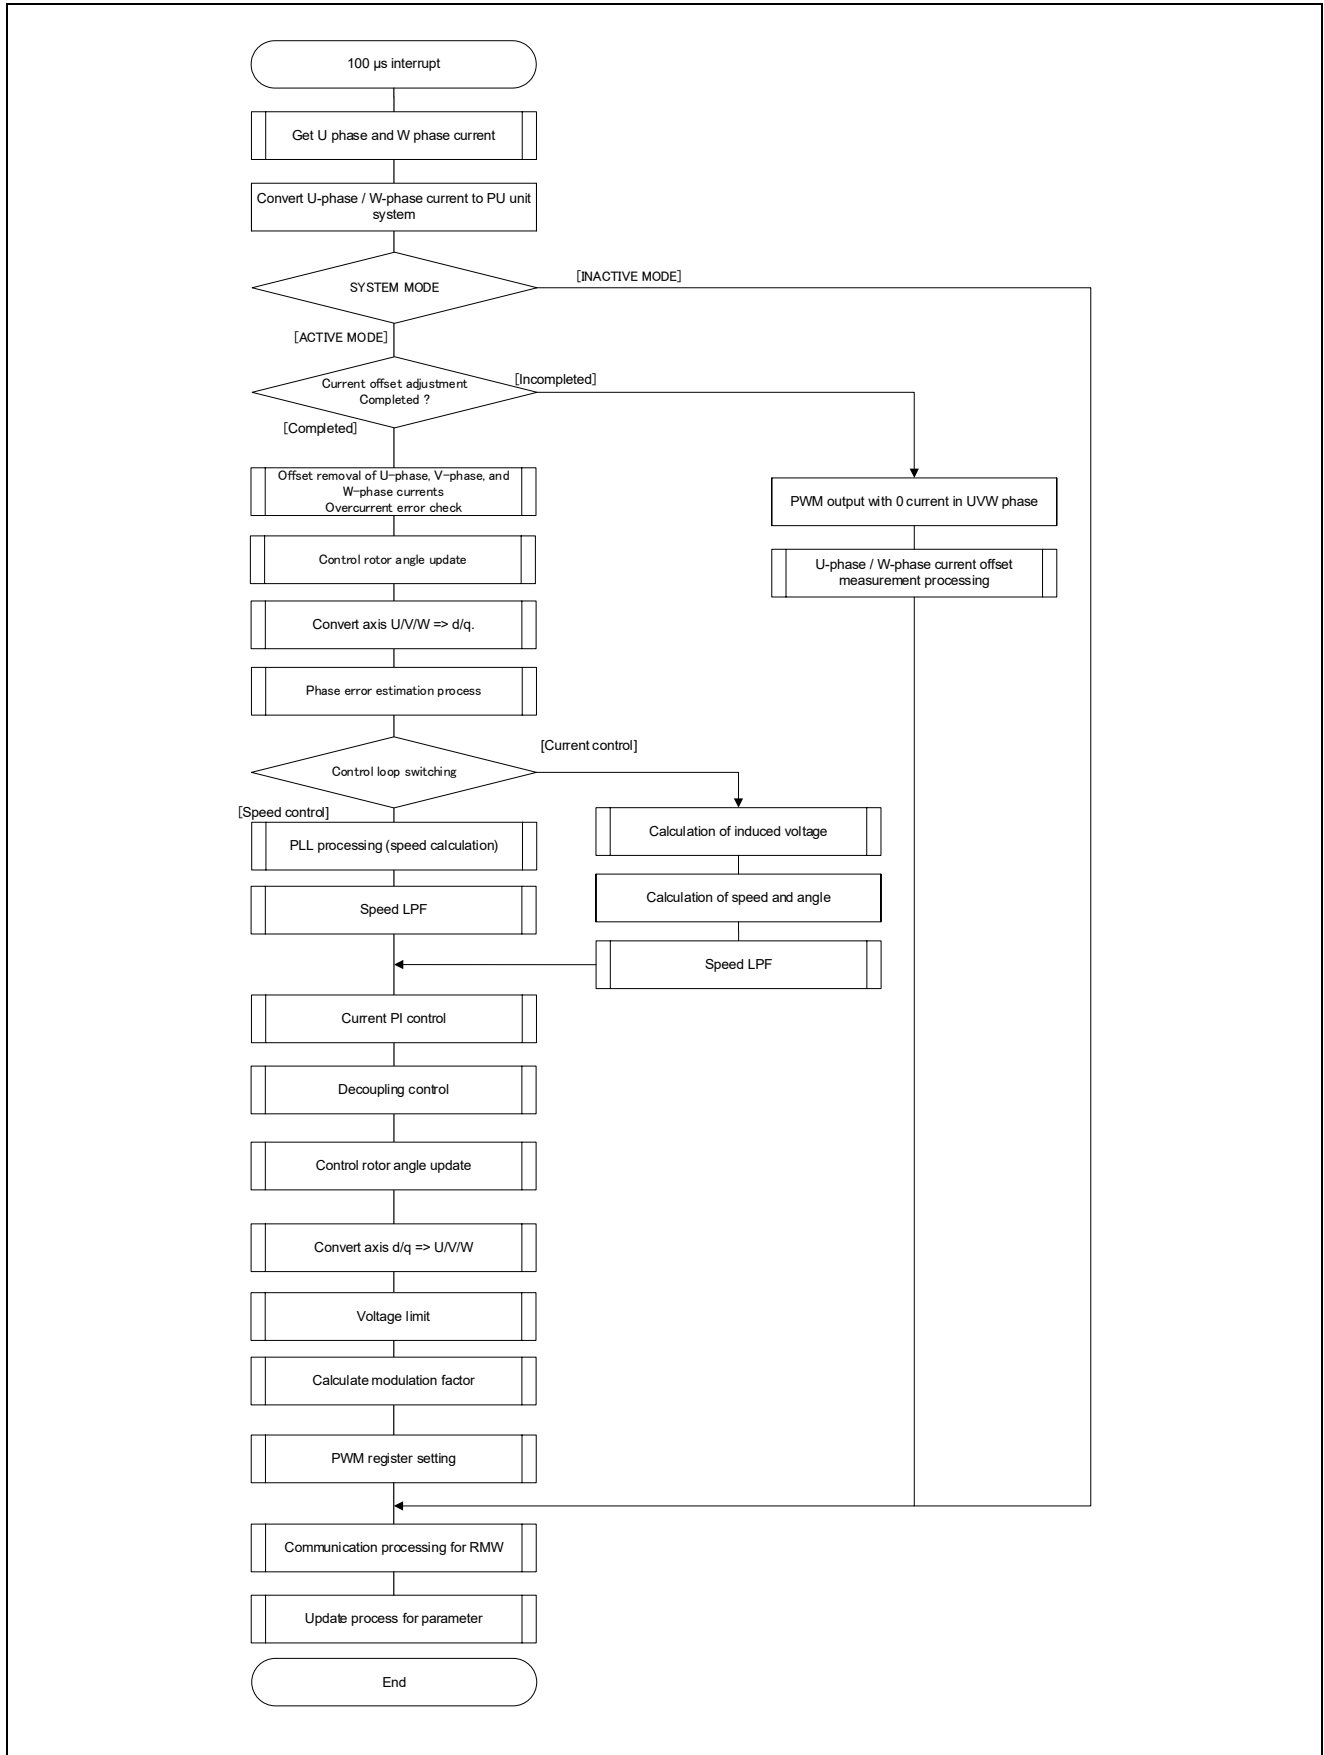 100 µs interrupt
Get U phase and W phase current
Convert U-phase / W-phase current to PU unit
system
SYSTEM MODE
[INACTIVE MODE]
[ACTIVE MODE]
Current offset adjustment
Completed ?
[Incompleted]
[Completed]
Offset removal of U-phase, V-phase, and
W-phase currents
Overcurrent error check
PWM output with 0 current in UVW phase
Control rotor angle update
U-phase / W-phase current offset
measurement processing
Convert axis U/V/W => d/q.
Phase error estimation process
Control loop switching
[Current control]
[Speed control]
PLL processing (speed calculation)
Calculation of induced voltage
Speed LPF
Calculation of speed and angle
Speed LPF
Current PI control
Decoupling control
Control rotor angle update
Convert axis d/q => U/V/W
Voltage limit
Calculate modulation factor
PWM register setting
Communication processing for RMW
Update process for parameter
End